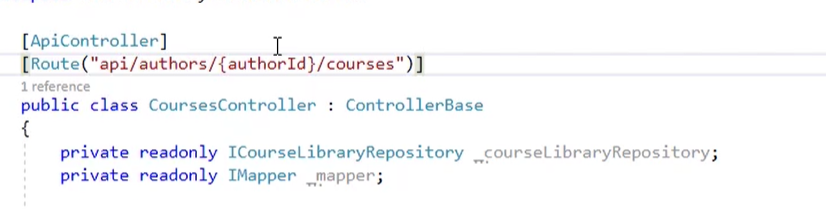 [ApiController]
[Route("api/authors/{authorId}/courses")]
1 reference
public class CoursesController : ControllerBase
{
private readonly ICourseLibraryRepository _courseLibraryRepository;
private readonly IMapper _mapper;